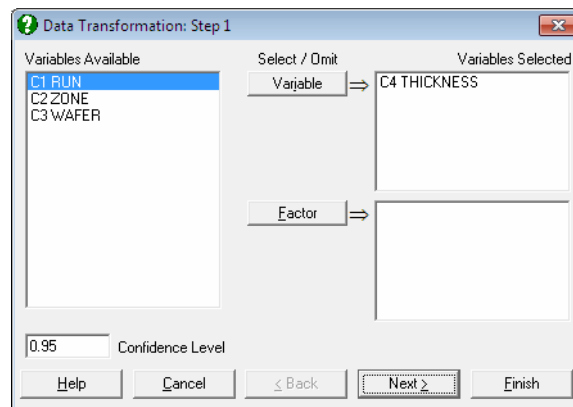 Data Transformation: Step 1
Variables Available
Select / Omit
Variables Selected
C1 RUN
C2 ZONE
C3 WAFER
Variable
C4 THICKNESS
Factor
0.95 Confidence Level
Help Cancel < Back Next > Finish